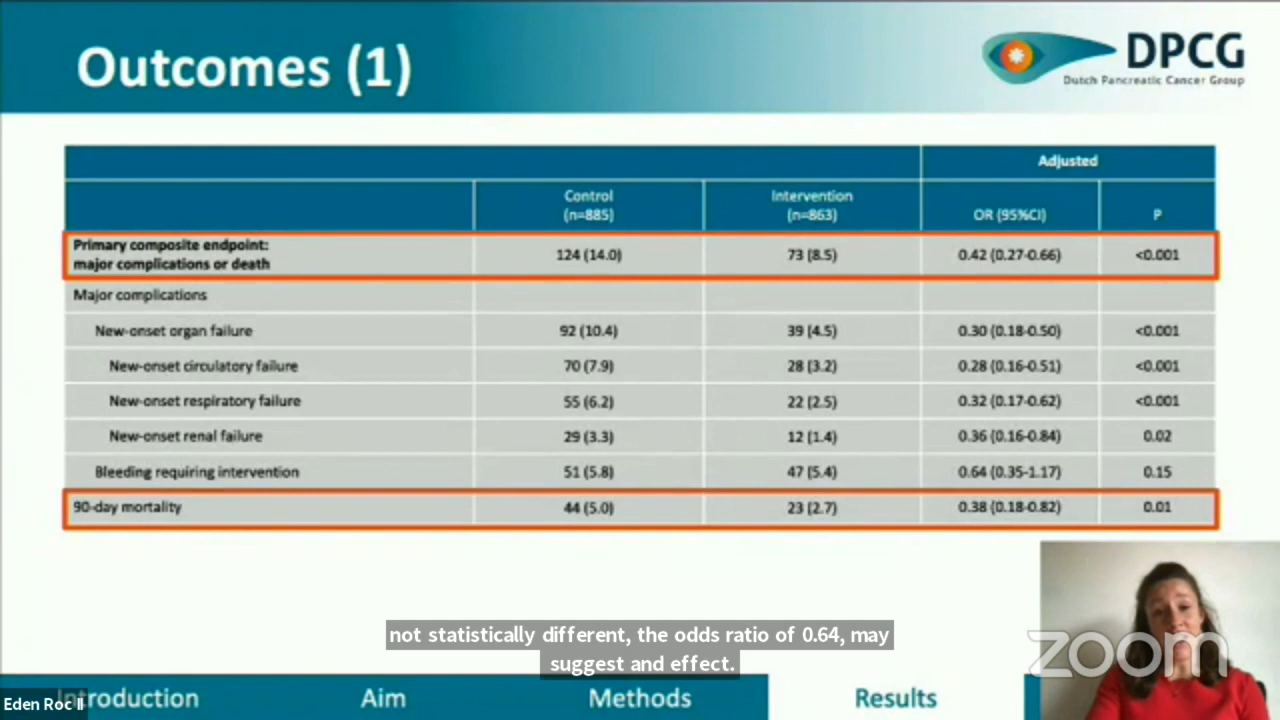 Outcomes (1)
DPCG
Dutch Pancreatic Cancer Group
Adjusted
Control (n=885) Intervention (n=863) OR (95%CI) P
Primary composite endpoint: major complications or death 124 (14.0) 73 (8.5) 0.42 (0.27-0.66) <0.001
Major complications
New-onset organ failure 92 (10.4) 39 (4.5) 0.30 (0.18-0.50) <0.001
New-onset circulatory failure 70 (7.9) 28 (3.2) 0.28 (0.16-0.51) <0.001
New-onset respiratory failure 55 (6.2) 22 (2.5) 0.32 (0.17-0.62) <0.001
New-onset renal failure 29 (3.3) 12 (1.4) 0.36 (0.16-0.84) 0.02
Bleeding requiring intervention 51 (5.8) 47 (5.4) 0.64 (0.35-1.17) 0.15
90-day mortality 44 (5.0) 23 (2.7) 0.38 (0.18-0.82) 0.01
not statistically different, the odds ratio of 0.64, may
suggest and effect.
zoom
Introduction Aim Methods Results
Eden Roc II